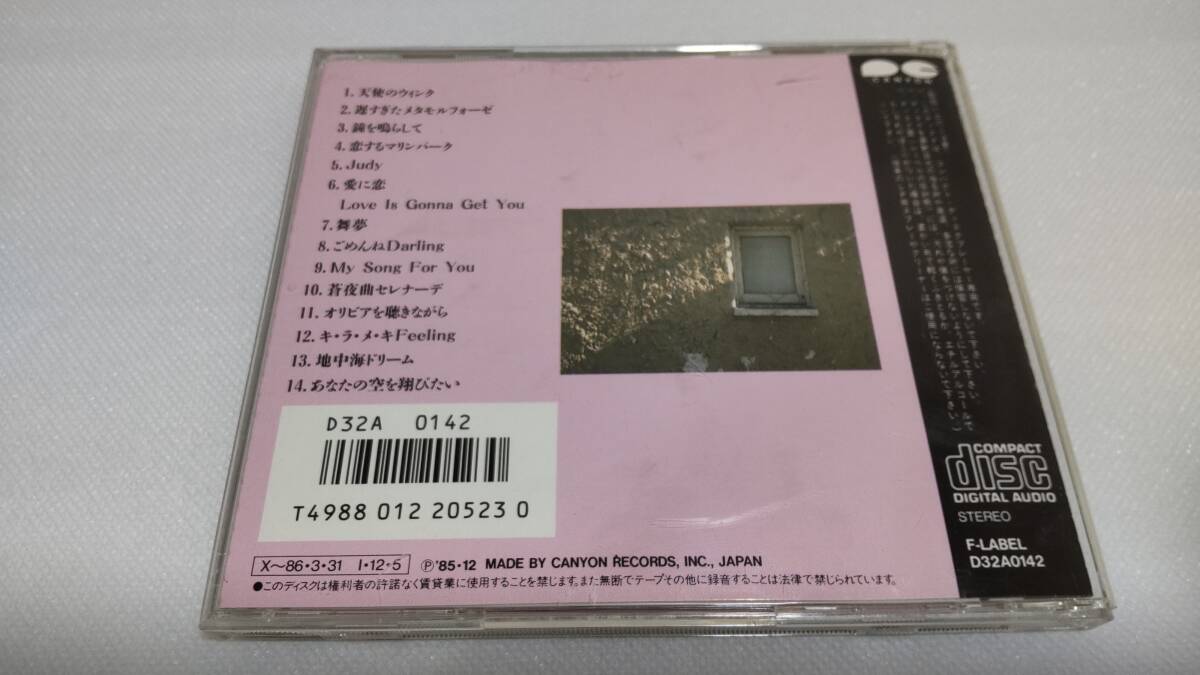 1. 天使のウィンク
2. 遅すぎたメタモルフォーゼ
3. 鐘を鳴らして
4. 恋するマリンパーク
5. Judy
6. 愛に恋
Love Is Gonna Get You
7. 舞夢
8. ごめんねDarling
9. My Song For You
10. 蒼夜曲セレナーデ
11. オリビアを聴きながら
12. キ・ラ・メ・キFeeling
13. 地中海ドリーム
14. あなたの空を翔びたい
D32A 0142
T4988 012 20523 0
X〜86・3・31 I・12・5
Ⓟ'85・12 MADE BY CANYON RECORDS, INC., JAPAN
●このディスクは権利者の許諾なく賃貸業に使用することを禁じます。また無断でテープその他に録音することは法律で禁じられています。
CANYON
COMPACT
disc
DIGITAL AUDIO
STEREO
F-LABEL
D32A0142